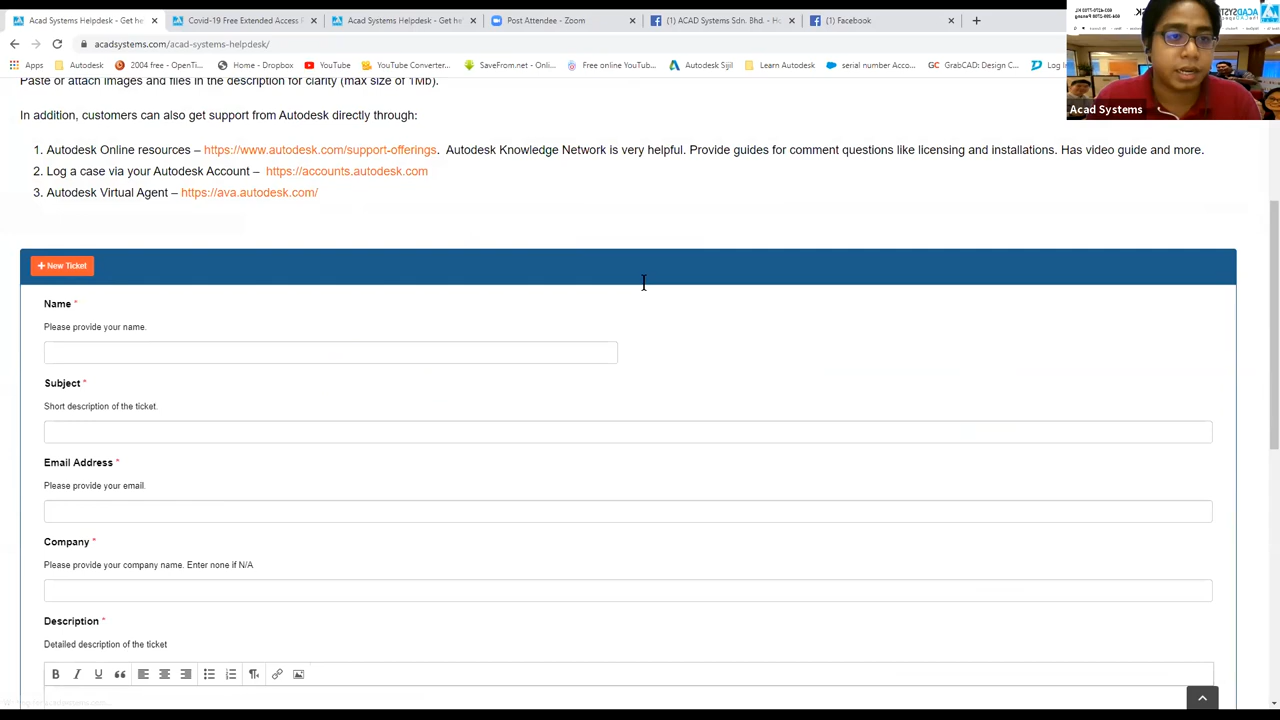 Acad Systems Helpdesk - Get he
Covid-19 Free Extended Access F
Acad Systems Helpdesk - Get he
Post Attendee - Zoom
(1) ACAD Systems Sdn. Bhd. - Ho
(1) Facebook
acadsystems.com/acad-systems-helpdesk/
Apps
Autodesk
2004 free - OpenTi...
Home - Dropbox
YouTube
YouTube Converter...
SaveFrom.net - Onli...
Free online YouTub...
Autodesk Sijil
Learn Autodesk
serial number Acco...
GrabCAD: Design C...
Log In
Acad Systems
Paste or attach images and files in the description for clarity (max size of 1Mb).
In addition, customers can also get support from Autodesk directly through:
1. Autodesk Online resources – https://www.autodesk.com/support-offerings. Autodesk Knowledge Network is very helpful. Provide guides for comment questions like licensing and installations. Has video guide and more.
2. Log a case via your Autodesk Account – https://accounts.autodesk.com
3. Autodesk Virtual Agent – https://ava.autodesk.com/
+ New Ticket
Name *
Please provide your name.
Subject *
Short description of the ticket.
Email Address *
Please provide your email.
Company *
Please provide your company name. Enter none if N/A
Description *
Detailed description of the ticket
B I U